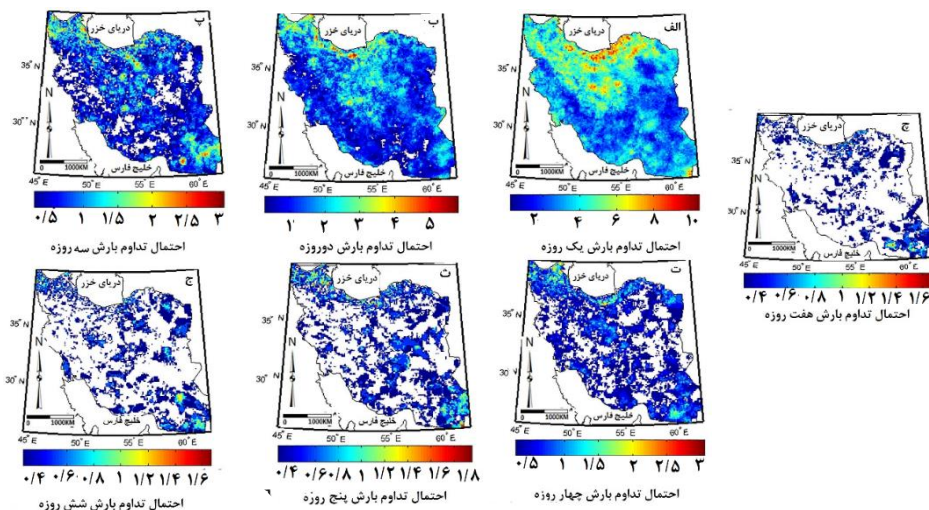 الف
دریای خزر
35° N
N
30° N
1000KM
0
خلیج فارس
45° E 50° E 55° E 60° E
۲ ۴ ۶ ۸ ۱۰
احتمال تداوم بارش یک روزه
ب
دریای خزر
35° N
N
30° N
1000KM
0
خلیج فارس
45° E 50° E 55° E 60° E
۱ ۲ ۳ ۴ ۵
احتمال تداوم بارش دوروزه
پ
دریای خزر
35° N
N
30° N
1000KM
0
خلیج فارس
45° E 50° E 55° E 60° E
۰/۵ ۱ ۱/۵ ۲ ۲/۵ ۳
احتمال تداوم بارش سه روزه
ت
دریای خزر
35° N
N
30° N
1000KM
0
خلیج فارس
45° E 50° E 55° E 60° E
۰/۵ ۱ ۱/۵ ۲ ۲/۵ ۳
احتمال تداوم بارش چهار روزه
ث
دریای خزر
35° N
N
30° N
1000KM
0
خلیج فارس
45° E 50° E 55° E 60° E
۰/۴ ۰/۶ ۰/۸ ۱ ۱/۲ ۱/۴ ۱/۶ ۱/۸
احتمال تداوم بارش پنج روزه
ج
دریای خزر
35° N
N
30° N
1000KM
0
خلیج فارس
45° E 50° E 55° E 60° E
۰/۴ ۰/۶ ۰/۸ ۱ ۱/۲ ۱/۴ ۱/۶
احتمال تداوم بارش شش روزه
چ
دریای خزر
35° N
N
30° N
1000KM
0
خلیج فارس
45° E 50° E 55° E 60° E
۰/۴ ۰/۶ ۰/۸ ۱ ۱/۲ ۱/۴ ۱/۶
احتمال تداوم بارش هفت روزه